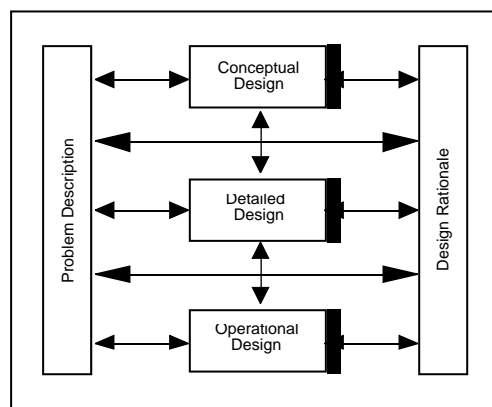 Problem Description
Conceptual
Design
Detailed
Design
Operational
Design
Design Rationale